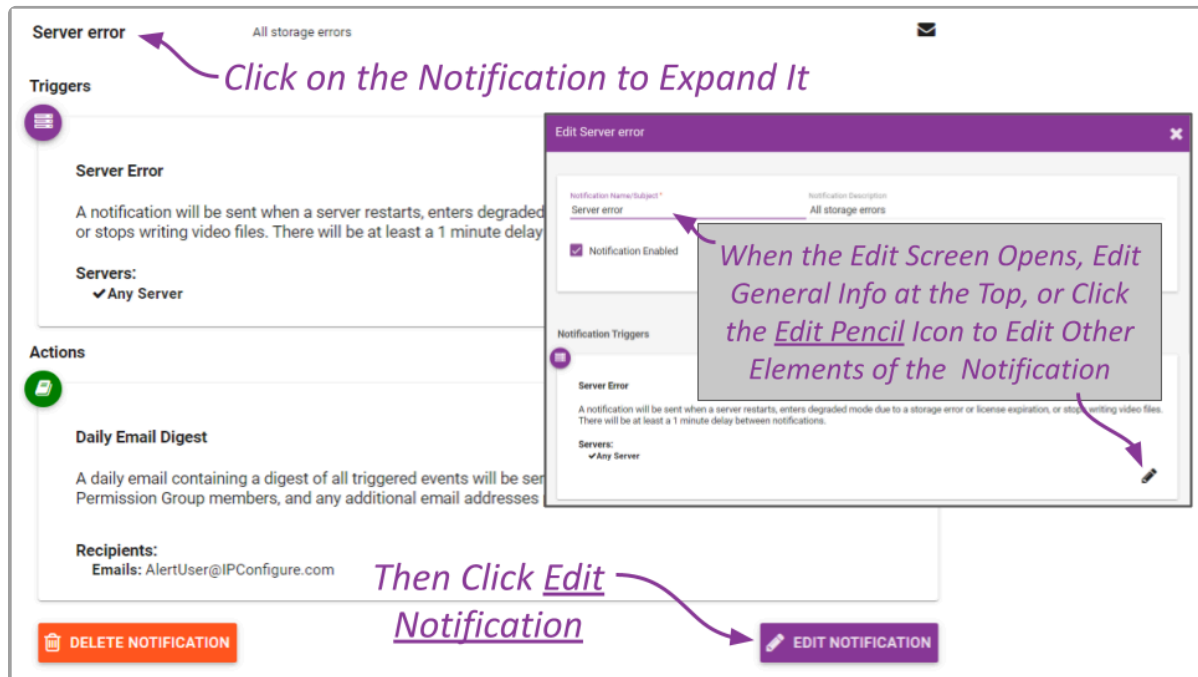 Server error
All storage errors
Click on the Notification to Expand It
Triggers
Server Error
A notification will be sent when a server restarts, enters degraded
or stops writing video files. There will be at least a 1 minute delay
Servers:
✔Any Server
Actions
Daily Email Digest
A daily email containing a digest of all triggered events will be ser
Permission Group members, and any additional email addresses
Recipients:
Emails: AlertUser@IPConfigure.com
Then Click Edit
Notification
DELETE NOTIFICATION
EDIT NOTIFICATION
Edit Server error
Notification Name/Subject *
Server error
Notification Description
All storage errors
Notification Enabled
When the Edit Screen Opens, Edit
General Info at the Top, or Click
the Edit Pencil Icon to Edit Other
Elements of the Notification
Notification Triggers
Server Error
A notification will be sent when a server restarts, enters degraded mode due to a storage error or license expiration, or stops writing video files.
There will be at least a 1 minute delay between notifications.
Servers:
✔Any Server